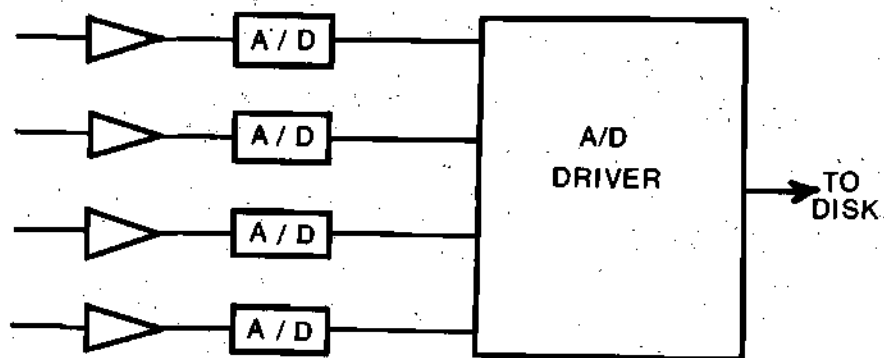 A / D
A / D
A / D
A / D
A/D
DRIVER
TO
DISK